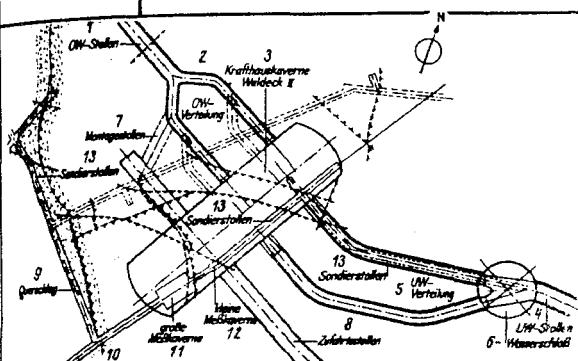 1
OW-Stollen
2
3
Krafthauskaverne
Waldeck II
N
OW-
Verteilung
7
Montagestollen
13
Sondierstollen
13
Sondierstollen
13
Sondierstollen
5 UW-
Verteilung
9
Querschlag
große
Meßkaverne
11
kleine
Meßkaverne
12
8
Zufahrtsstollen
4
UW-Stollen
6-Wasserschloß
10